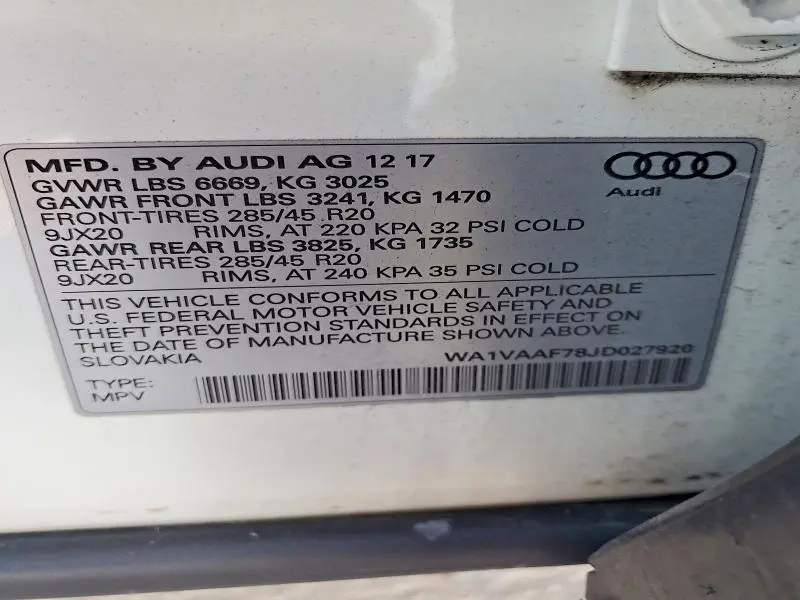 MFD. BY AUDI AG 12 17
GVWR LBS 6669, KG 3025
GAWR FRONT LBS 3241, KG 1470
FRONT-TIRES 285/45 R20
9JX20 RIMS, AT 220 KPA 32 PSI COLD
GAWR REAR LBS 3825, KG 1735
REAR-TIRES 285/45 R20
9JX20 RIMS, AT 240 KPA 35 PSI COLD
THIS VEHICLE CONFORMS TO ALL APPLICABLE
U.S. FEDERAL MOTOR VEHICLE SAFETY AND
THEFT PREVENTION STANDARDS IN EFFECT ON
THE DATE OF MANUFACTURE SHOWN ABOVE.
SLOVAKIA WA1VAAF78JD027920
TYPE:
MPV
Audi